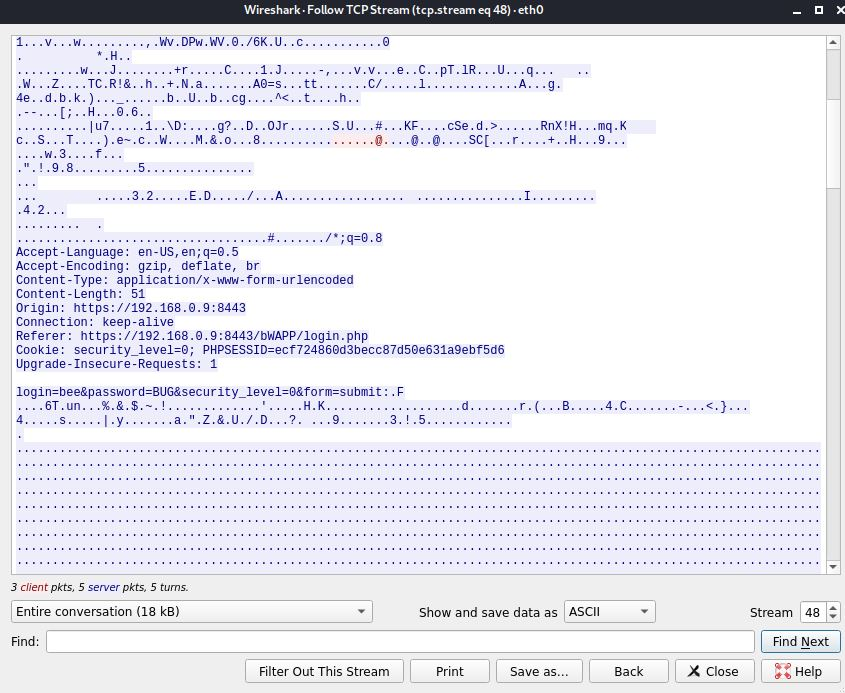 Wireshark · Follow TCP Stream (tcp.stream eq 48) · eth0
1...v...w.........,.Wv.DPw.WV.0./6K.U..c...........0
. *.H..
.........w...J........+r.....C....1.J.....-,...v.v...e..C..pT.lR...U...q... ..
.W...Z....TC.R!&..h..+.N.a.......A0=s...tt.......C/.....l.............A...g.
4e..d.b.k.)..._......b..U..b..cg....^<..t....h..
.--...[;..H...0.6..
..........|u7.....1..\D:....g?..D..OJr......S.U...#...KF....cSe.d.>......RnX!H...mq.K
c..S...T....).e~.c..W....M.&.o...8................@....@..@....SC[...r....+..H...9...
....w.3....f...
.".!.9.8.........5...............
...
... .....3.2.....E.D...../...A................. ...............I.........
.4.2...
......... .
...................................#......./*;q=0.8
Accept-Language: en-US,en;q=0.5
Accept-Encoding: gzip, deflate, br
Content-Type: application/x-www-form-urlencoded
Content-Length: 51
Origin: https://192.168.0.9:8443
Connection: keep-alive
Referer: https://192.168.0.9:8443/bWAPP/login.php
Cookie: security_level=0; PHPSESSID=ecf724860d3becc87d50e631a9ebf5d6
Upgrade-Insecure-Requests: 1
login=bee&password=BUG&security_level=0&form=submit:.F
....6T.un...%.&.$.~.!.............'.....H.K...................d.......r.(...B.....4.C.......-...<.}...
4.....s.....|.y.......a.".Z.&.U./.D...?. ...9.......3.!.5............
.
3 client pkts, 5 server pkts, 5 turns.
Entire conversation (18 kB) Show and save data as ASCII Stream 48
Find: Find Next
Filter Out This Stream Print Save as... Back Close Help